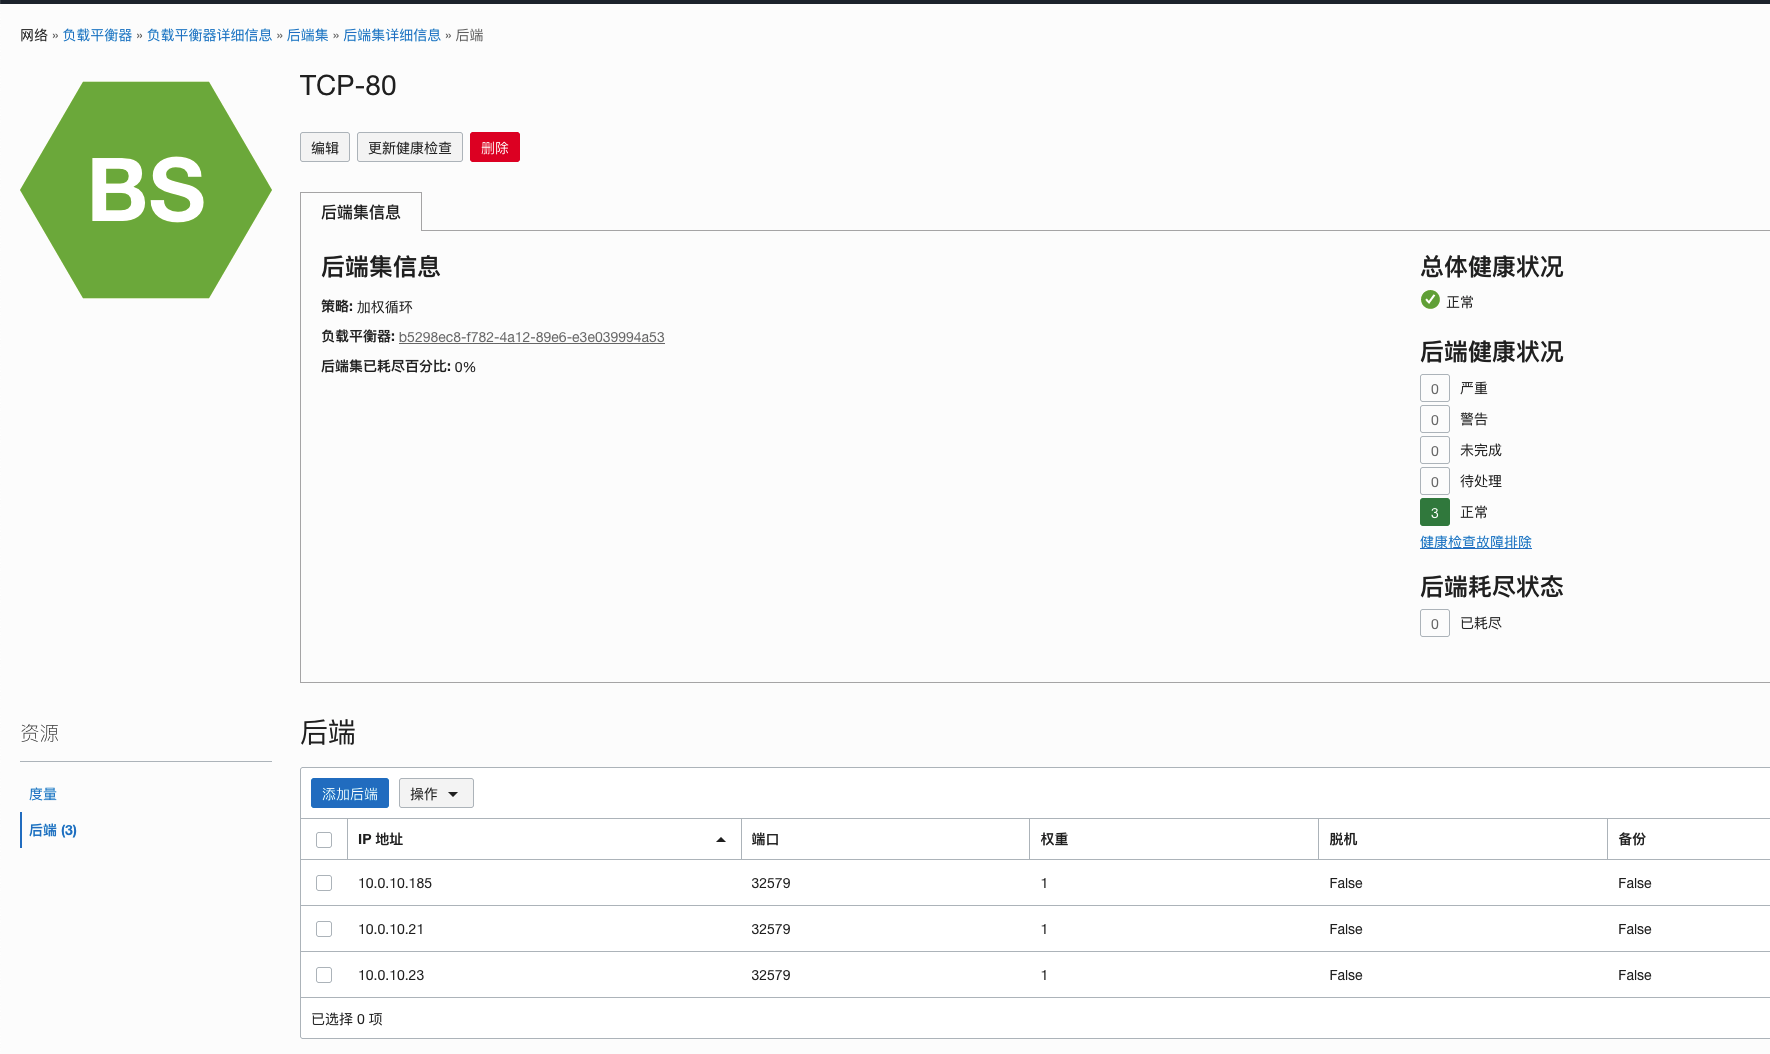 网络 » 负载平衡器 » 负载平衡器详细信息 » 后端集 » 后端集详细信息 » 后端
BS
TCP-80
编辑 更新健康检查 删除
后端集信息
后端集信息
策略: 加权循环
负载平衡器: b5298ec8-f782-4a12-89e6-e3e039994a53
后端集已耗尽百分比: 0%
总体健康状况
正常
后端健康状况
0 严重
0 警告
0 未完成
0 待处理
3 正常
健康检查故障排除
后端耗尽状态
0 已耗尽
资源
度量
后端 (3)
后端
添加后端 操作
IP 地址 端口 权重 脱机 备份
10.0.10.185 32579 1 False False
10.0.10.21 32579 1 False False
10.0.10.23 32579 1 False False
已选择 0 项